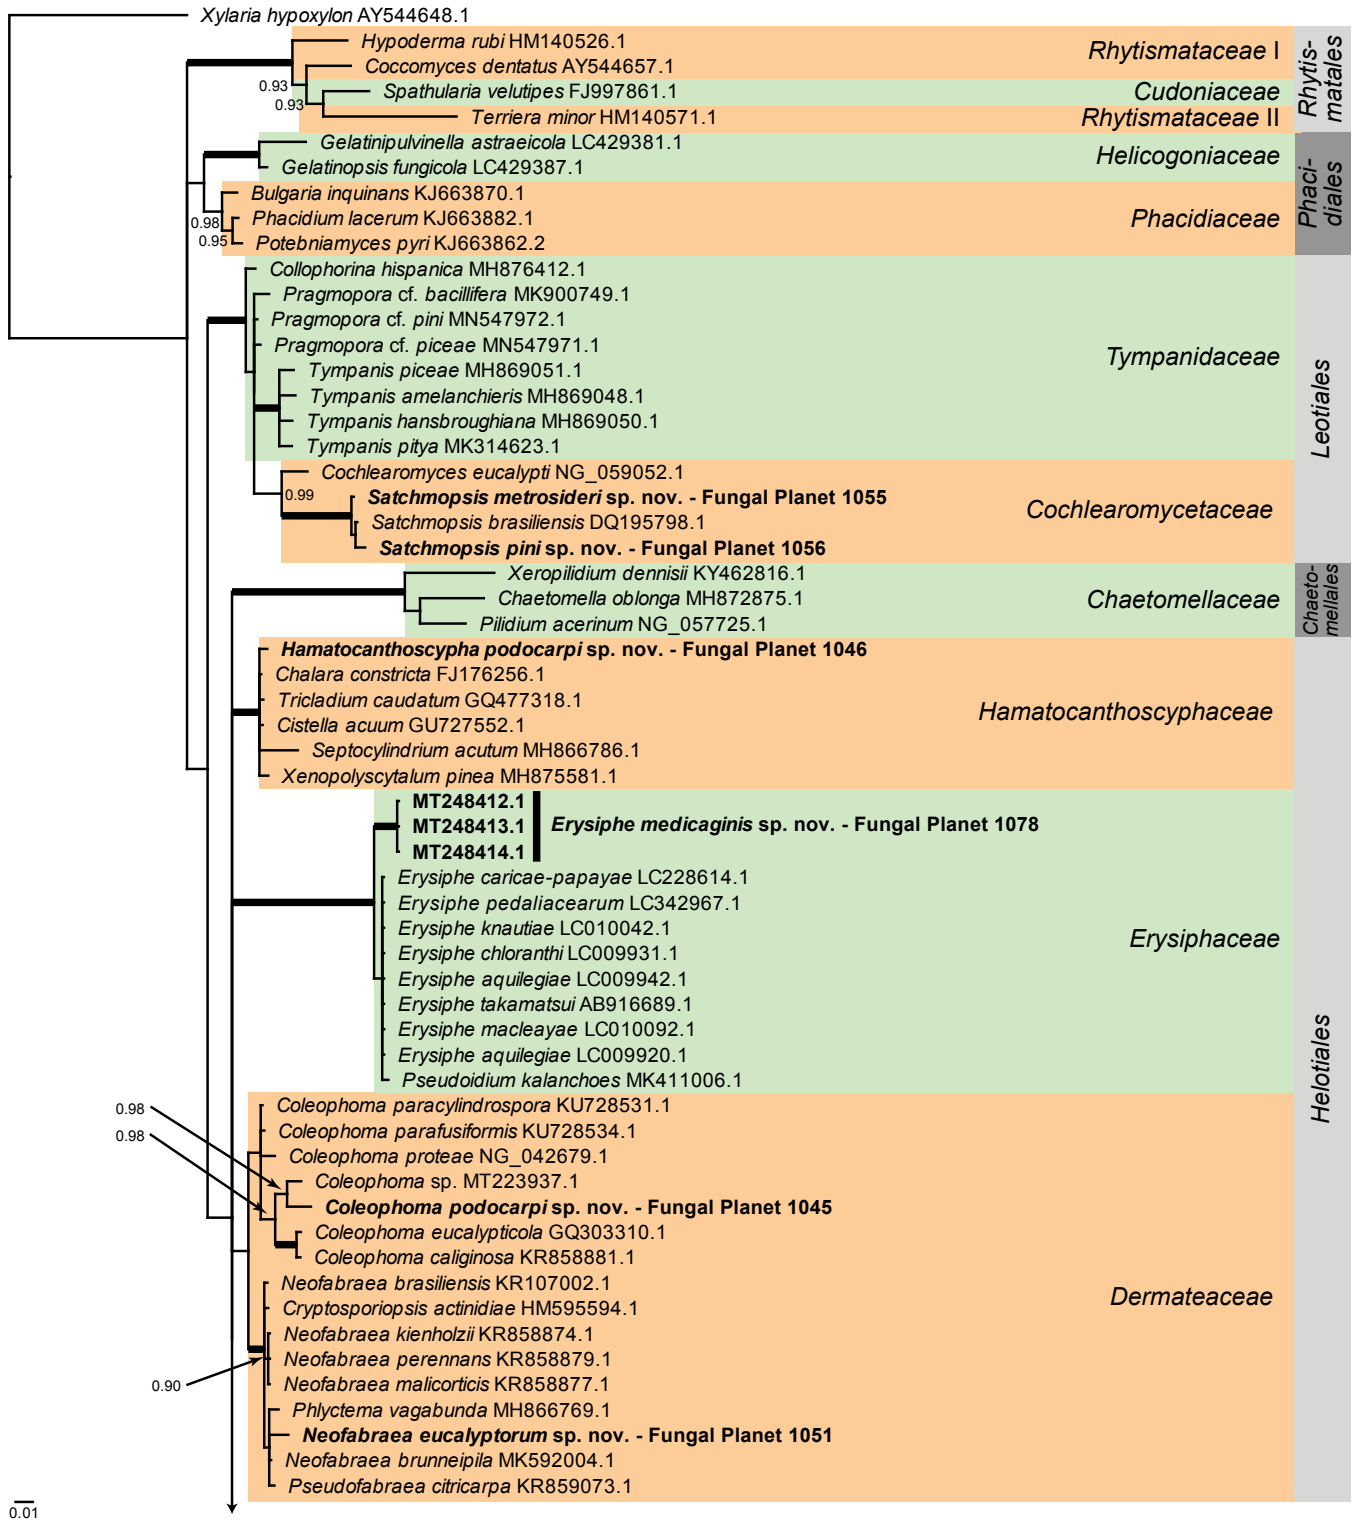 Xylaria hypoxylon AY544648.1
Hypoderma rubi HM140526.1
Coccomyces dentatus AY544657.1
Rhytismataceae I
0.93
Spathularia velutipes FJ997861.1
Cudoniaceae
0.93
Terriera minor HM140571.1
Rhytismataceae II
Rhytis-
matales
Gelatinipulvinella astraeicola LC429381.1
Gelatinopsis fungicola LC429387.1
Helicogoniaceae
Bulgaria inquinans KJ663870.1
0.98
Phacidium lacerum KJ663882.1
0.95
Potebniamyces pyri KJ663862.2
Phacidiaceae
Phaci-
diales
Collophorina hispanica MH876412.1
Pragmopora cf. bacillifera MK900749.1
Pragmopora cf. pini MN547972.1
Pragmopora cf. piceae MN547971.1
Tympanis piceae MH869051.1
Tympanis amelanchieris MH869048.1
Tympanis hansbroughiana MH869050.1
Tympanis pitya MK314623.1
Tympanidaceae
Cochlearomyces eucalypti NG_059052.1
0.99
Satchmopsis metrosideri sp. nov. - Fungal Planet 1055
Satchmopsis brasiliensis DQ195798.1
Satchmopsis pini sp. nov. - Fungal Planet 1056
Cochlearomycetaceae
Leotiales
Xeropilidium dennisii KY462816.1
Chaetomella oblonga MH872875.1
Pilidium acerinum NG_057725.1
Chaetomellaceae
Chaeto-
mellales
Hamatocanthoscypha podocarpi sp. nov. - Fungal Planet 1046
Chalara constricta FJ176256.1
Tricladium caudatum GQ477318.1
Cistella acuum GU727552.1
Septocylindrium acutum MH866786.1
Xenopolyscytalum pinea MH875581.1
Hamatocanthoscyphaceae
MT248412.1
MT248413.1
MT248414.1
Erysiphe medicaginis sp. nov. - Fungal Planet 1078
Erysiphe caricae-papayae LC228614.1
Erysiphe pedaliacearum LC342967.1
Erysiphe knautiae LC010042.1
Erysiphe chloranthi LC009931.1
Erysiphe aquilegiae LC009942.1
Erysiphe takamatsui AB916689.1
Erysiphe macleayae LC010092.1
Erysiphe aquilegiae LC009920.1
Pseudoidium kalanchoes MK411006.1
Erysiphaceae
Helotiales
Coleophoma paracylindrospora KU728531.1
0.98
Coleophoma parafusiformis KU728534.1
0.98
Coleophoma proteae NG_042679.1
Coleophoma sp. MT223937.1
Coleophoma podocarpi sp. nov. - Fungal Planet 1045
Coleophoma eucalypticola GQ303310.1
Coleophoma caliginosa KR858881.1
Neofabraea brasiliensis KR107002.1
Cryptosporiopsis actinidiae HM595594.1
Neofabraea kienholzii KR858874.1
Neofabraea perennans KR858879.1
0.90
Neofabraea malicorticis KR858877.1
Phlyctema vagabunda MH866769.1
Neofabraea eucalyptorum sp. nov. - Fungal Planet 1051
Neofabraea brunneipila MK592004.1
Pseudofabraea citricarpa KR859073.1
Dermateaceae
0.01